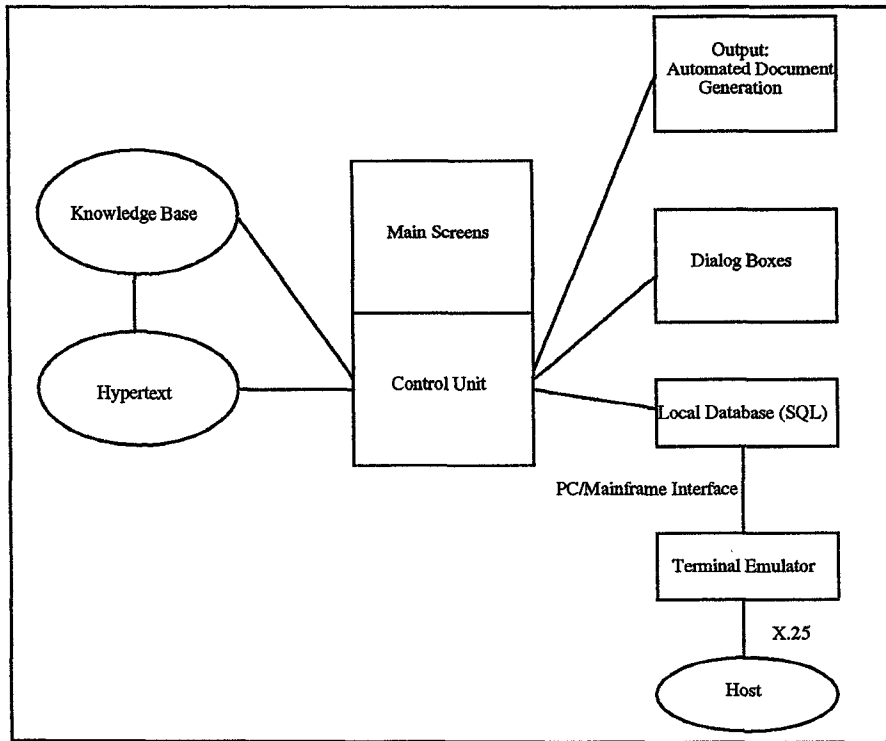 Output:
Automated Document
Generation
Knowledge Base
Main Screens
Dialog Boxes
Hypertext
Control Unit
Local Database (SQL)
PC/Mainframe Interface
Terminal Emulator
X.25
Host